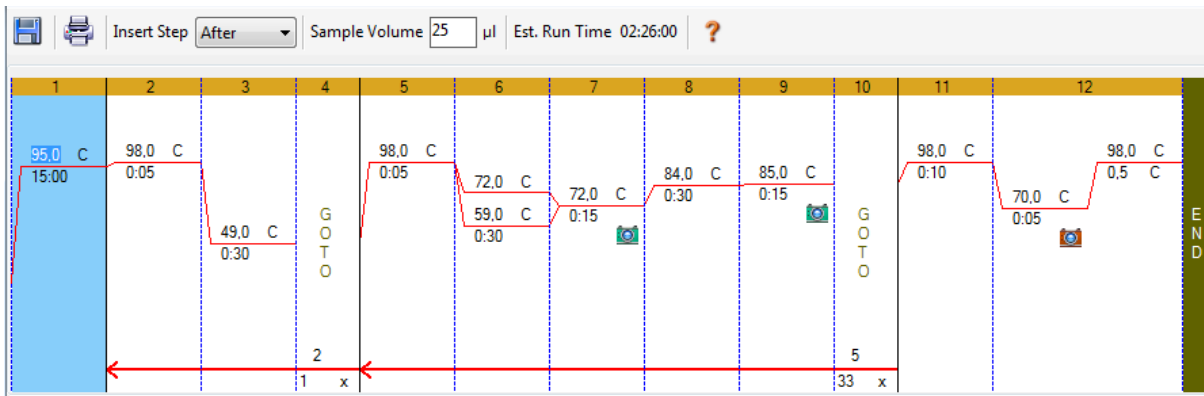 Insert Step After Sample Volume 25 µl Est. Run Time 02:26:00 ?
1 2 3 4 5 6 7 8 9 10 11 12
95,0 C
15:00
98,0 C
0:05
49,0 C
0:30
G
O
T
O
2
1 x
98,0 C
0:05
72,0 C
59,0 C
0:30
72,0 C
0:15
84,0 C
0:30
85,0 C
0:15
G
O
T
O
5
33 x
98,0 C
0:10
70,0 C
0:05
98,0 C
0,5 C
E
N
D